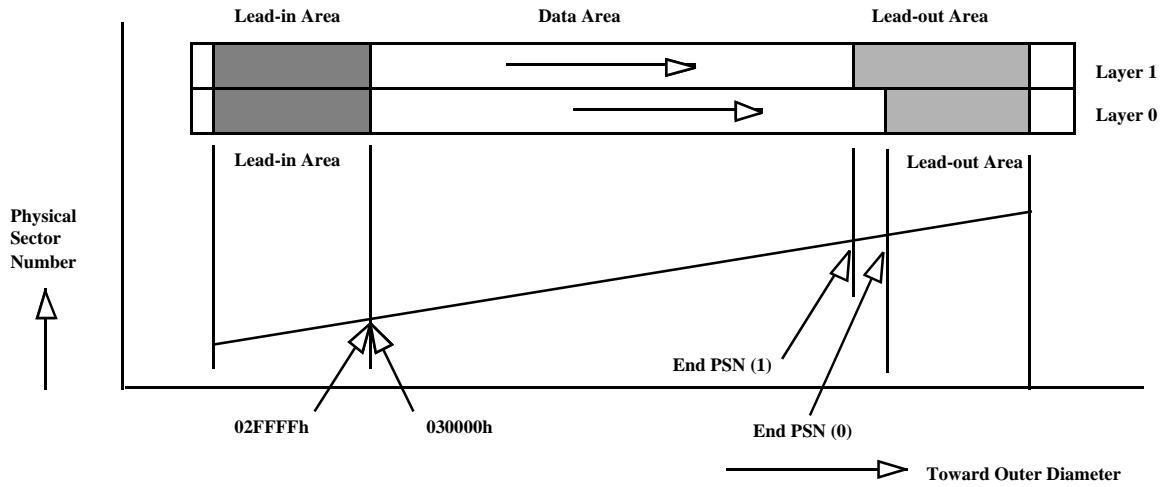 Lead-in Area
Data Area
Lead-out Area
Layer 1
Layer 0
Lead-in Area
Lead-out Area
Physical
Sector
Number
End PSN (1)
02FFFFh
030000h
End PSN (0)
Toward Outer Diameter